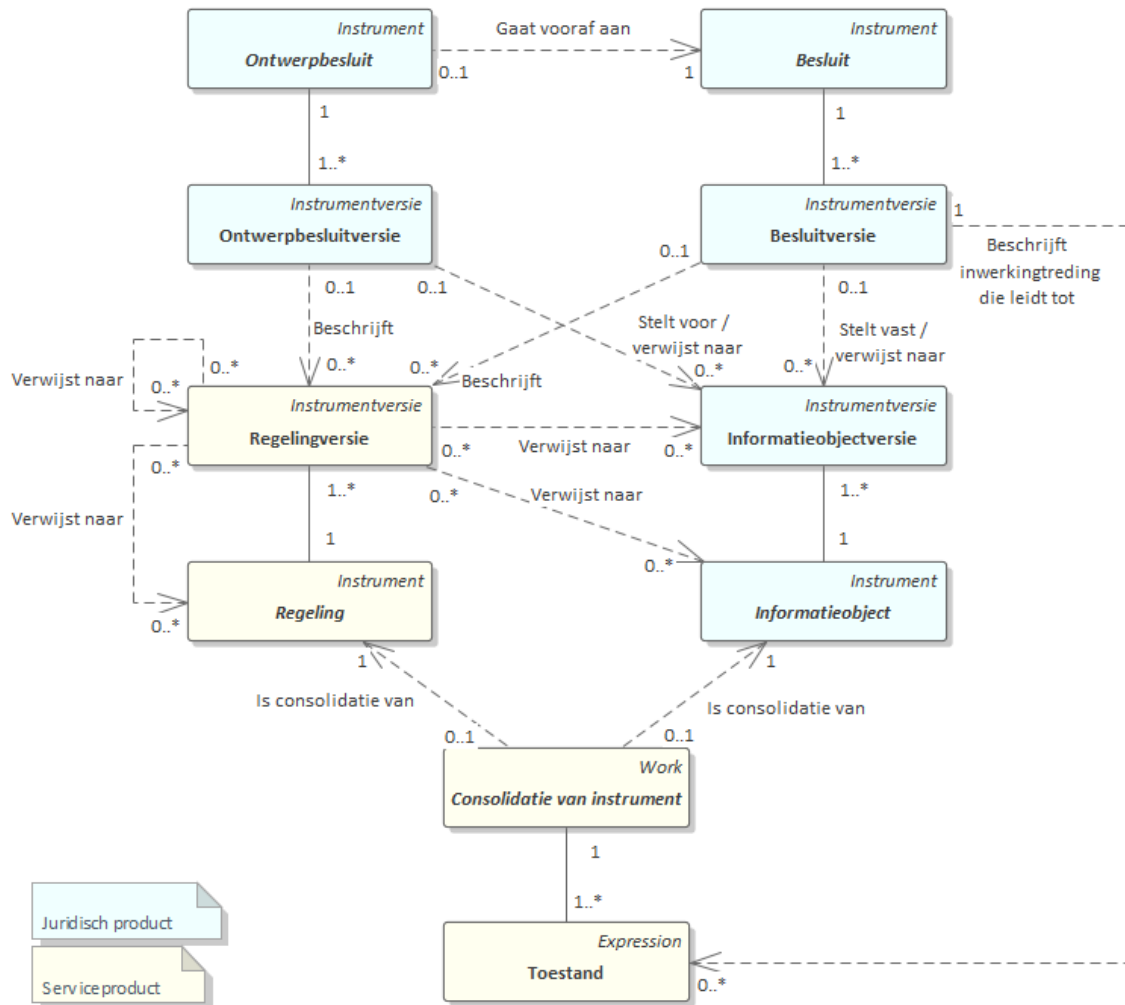 Instrument
Ontwerpbesluit
Gaat vooraf aan
0..1
1
Instrument
Besluit
1
1..*
1
1..*
Instrumentversie
Ontwerpbesluitversie
Instrumentversie
Besluitversie
1
Beschrijft
inwerkingtreding
die leidt tot
0..1
0..1
0..1
0..1
Beschrijft
Stelt voor /
verwijst naar
Stelt vast /
verwijst naar
Verwijst naar
0..*
0..*
0..*
0..*
Beschrijft
0..*
0..*
Instrumentversie
Regelingversie
Verwijst naar
0..*
0..*
Instrumentversie
Informatieobjectversie
0..*
Verwijst naar
1..*
0..*
Verwijst naar
1..*
1
0..*
1
0..*
Instrument
Regeling
Instrument
Informatieobject
1
1
Is consolidatie van
Is consolidatie van
0..1
0..1
Work
Consolidatie van instrument
1
1..*
Juridisch product
Expression
Toestand
0..*
Serviceproduct